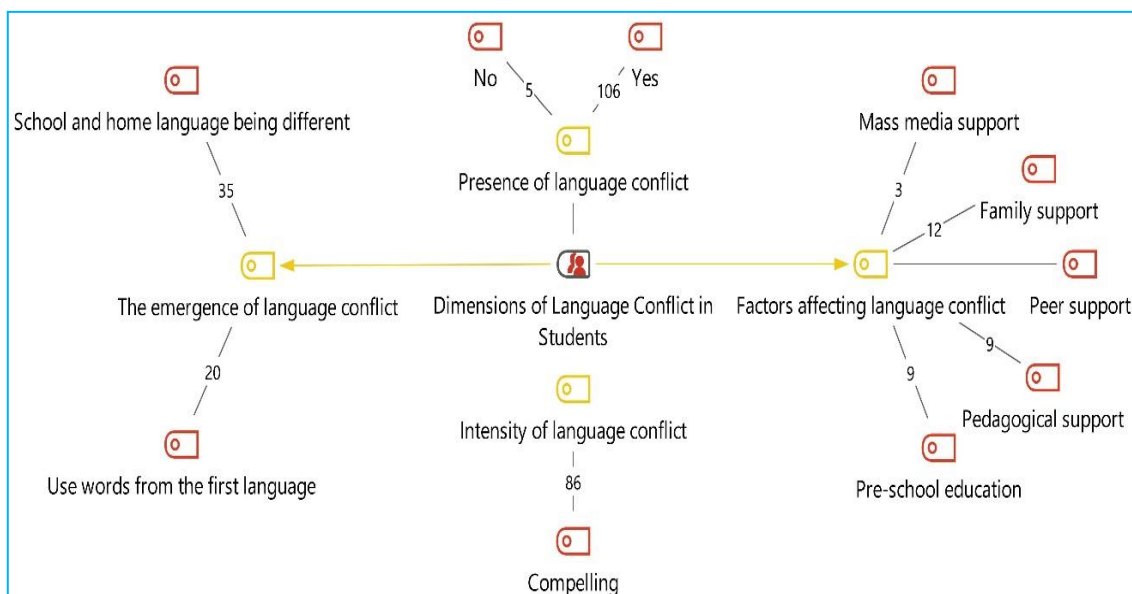 No
Yes
5
106
School and home language being different
Mass media support
Presence of language conflict
35
3
Family support
12
The emergence of language conflict
Dimensions of Language Conflict in
Students
Factors affecting language conflict
Peer support
20
9
9
Intensity of language conflict
Pedagogical support
86
Use words from the first language
Pre-school education
Compelling